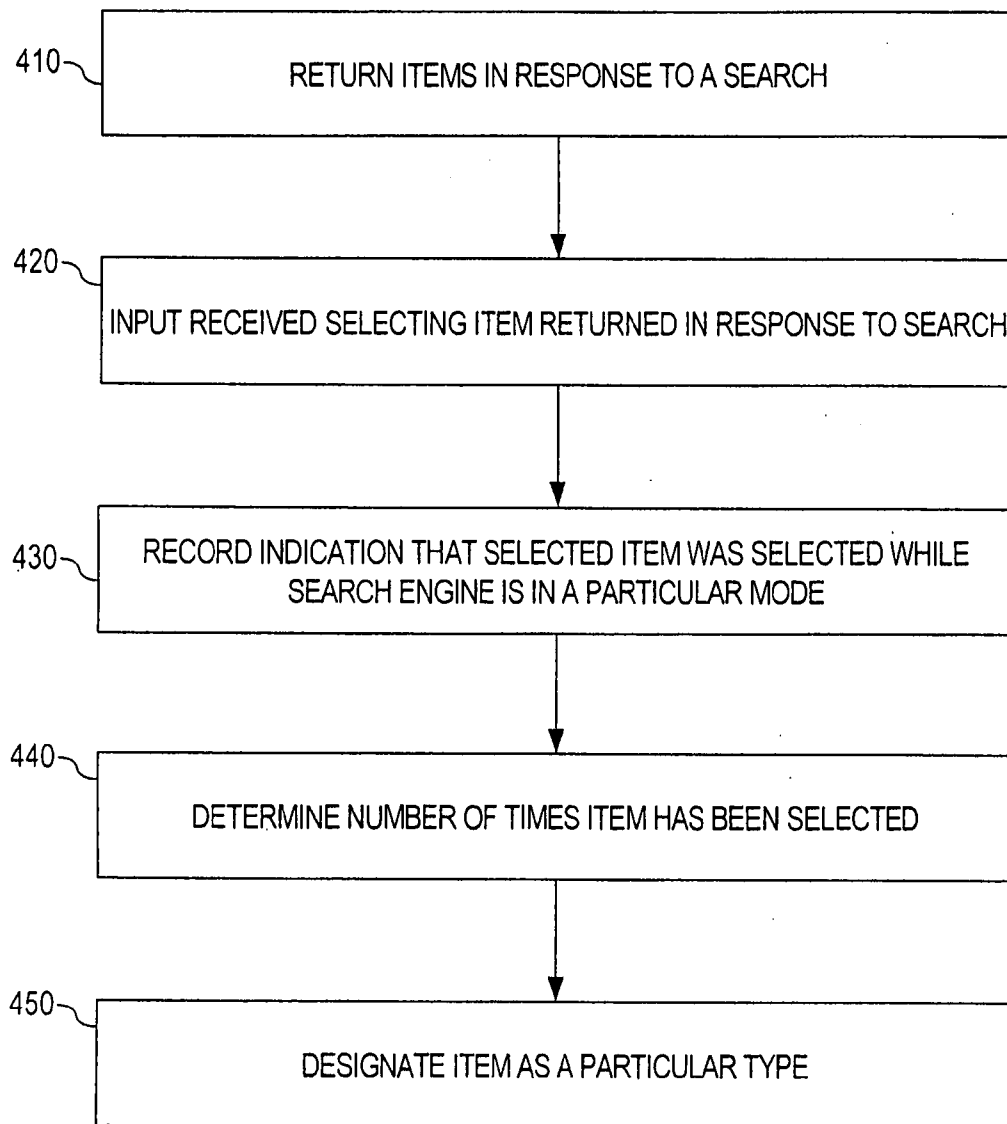 410
RETURN ITEMS IN RESPONSE TO A SEARCH
420
INPUT RECEIVED SELECTING ITEM RETURNED IN RESPONSE TO SEARCH
430
RECORD INDICATION THAT SELECTED ITEM WAS SELECTED WHILE
SEARCH ENGINE IS IN A PARTICULAR MODE
440
DETERMINE NUMBER OF TIMES ITEM HAS BEEN SELECTED
450
DESIGNATE ITEM AS A PARTICULAR TYPE